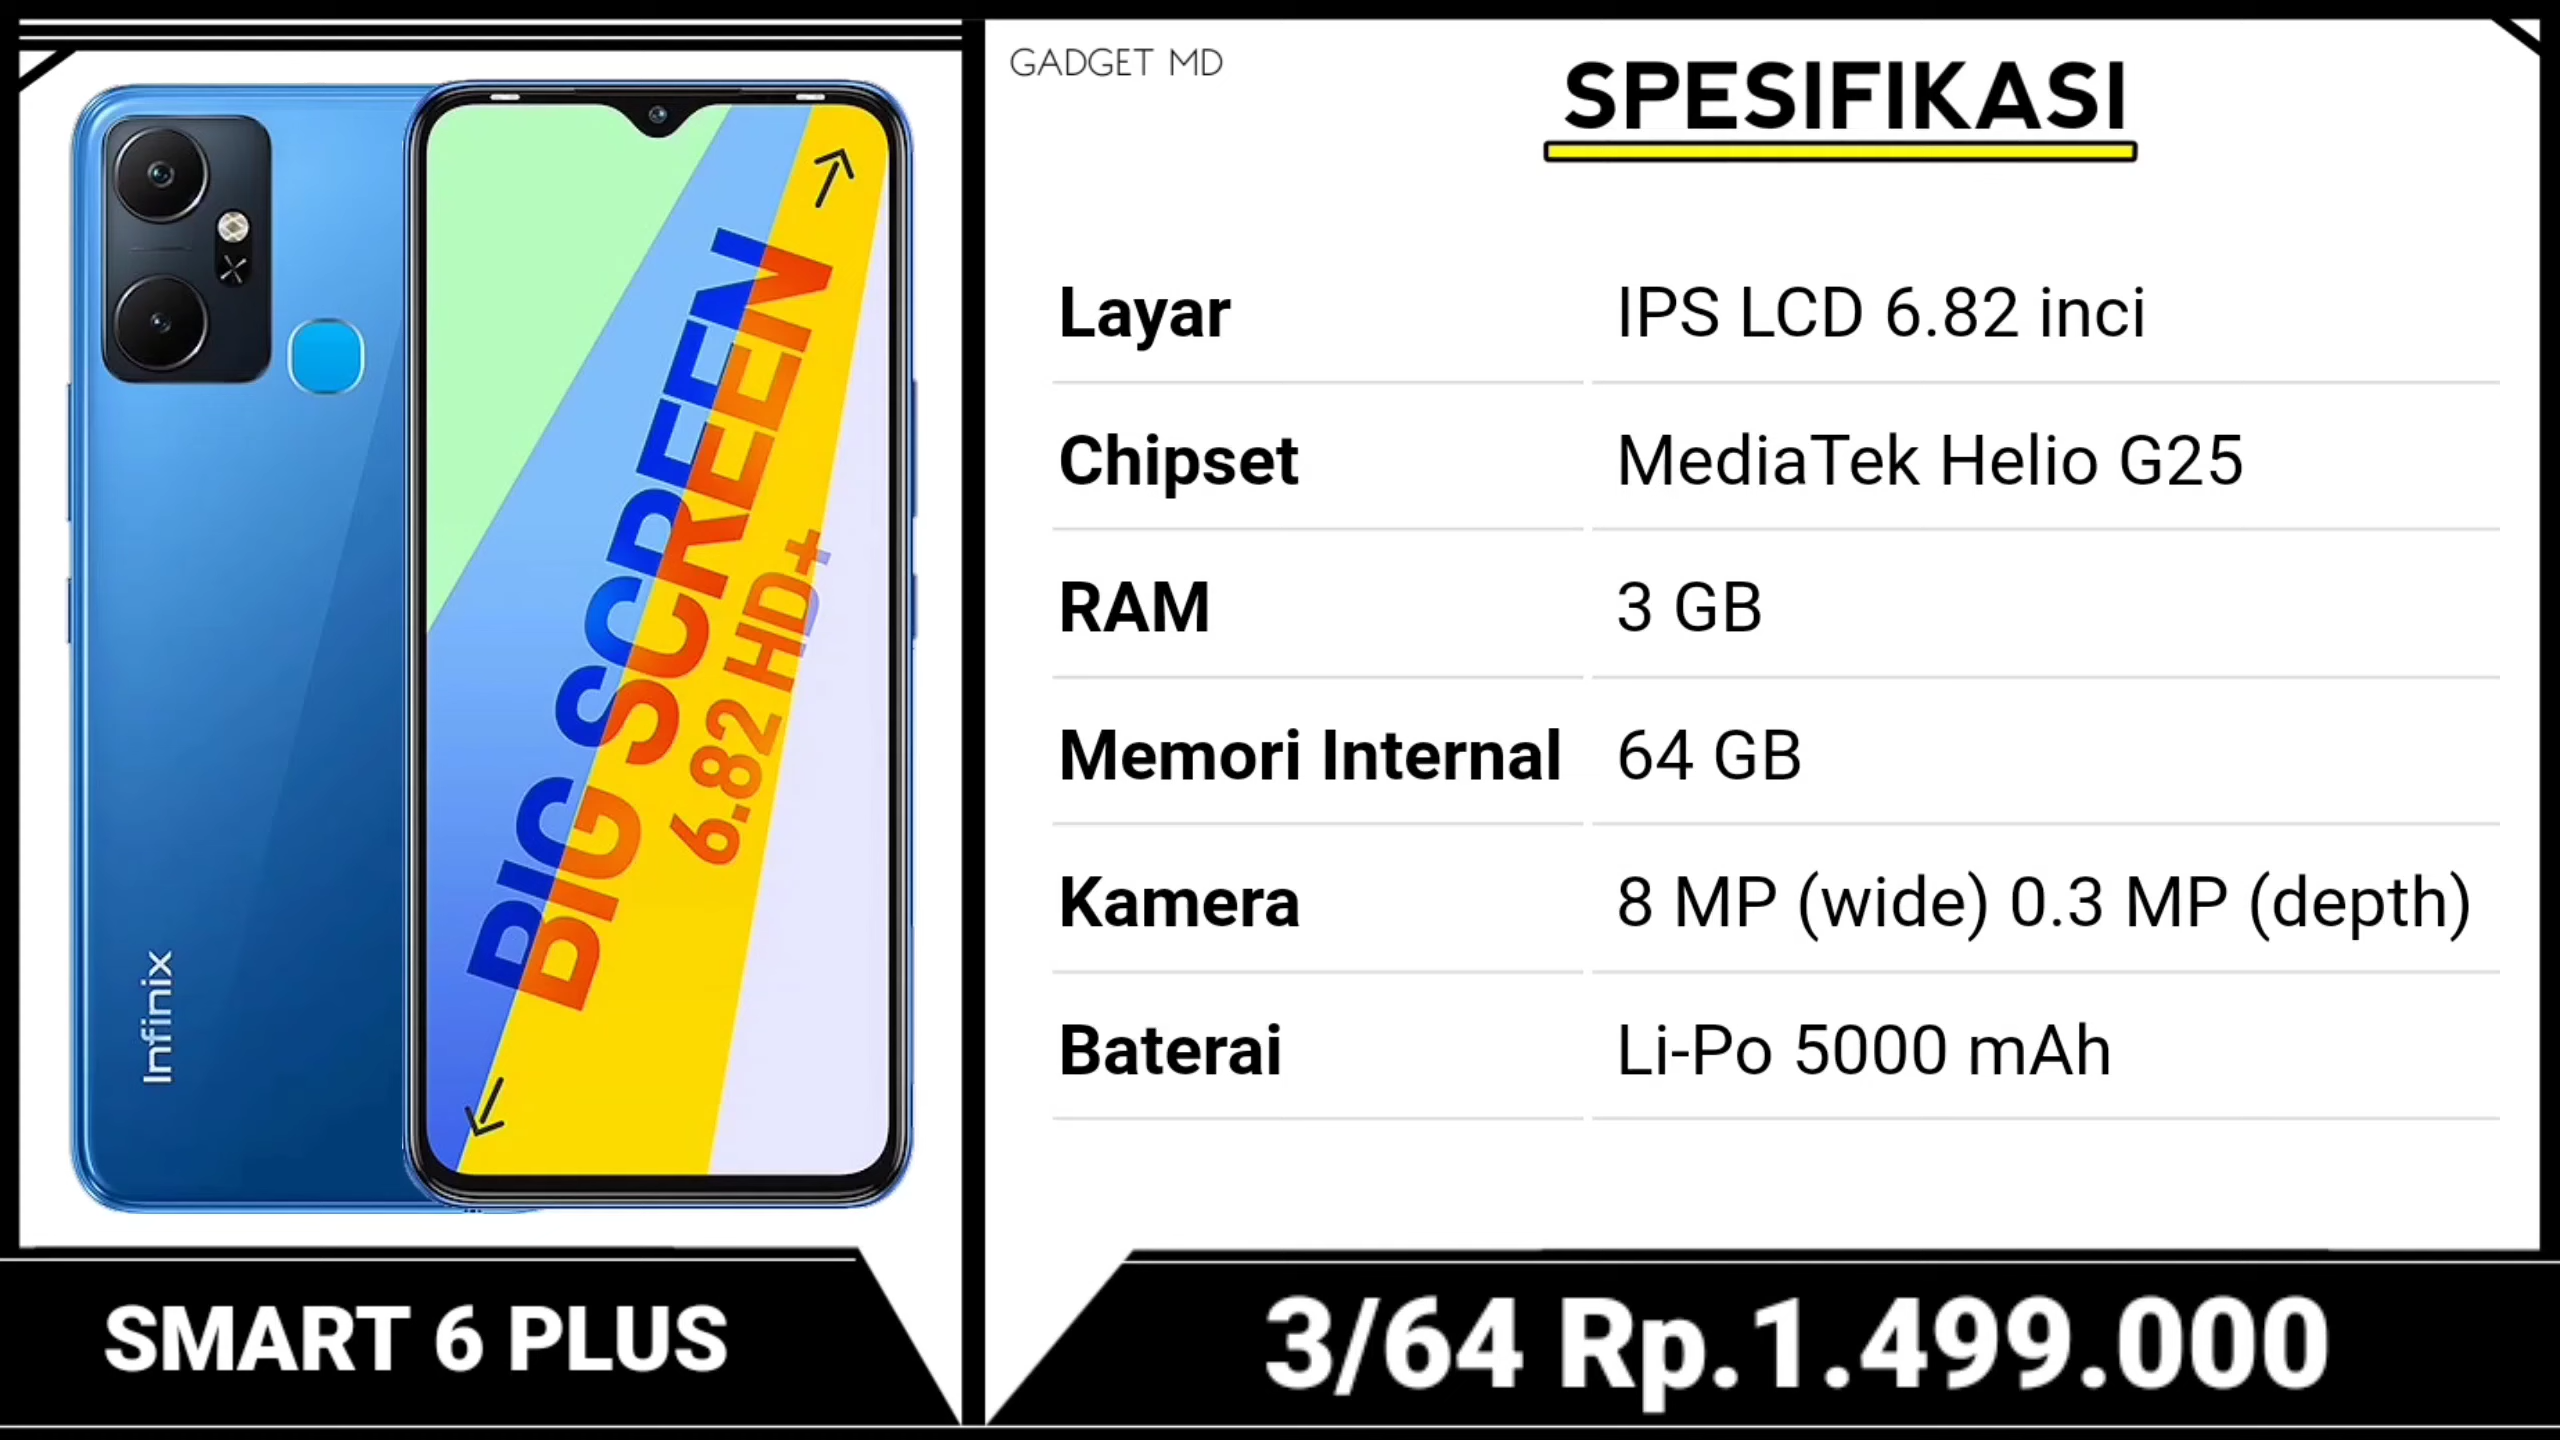 Infinix
BIG SCREEN
6.82 HD+
SMART 6 PLUS
GADGET MD
SPESIFIKASI
Layar IPS LCD 6.82 inci
Chipset MediaTek Helio G25
RAM 3 GB
Memori Internal 64 GB
Kamera 8 MP (wide) 0.3 MP (depth)
Baterai Li-Po 5000 mAh
3/64 Rp.1.499.000